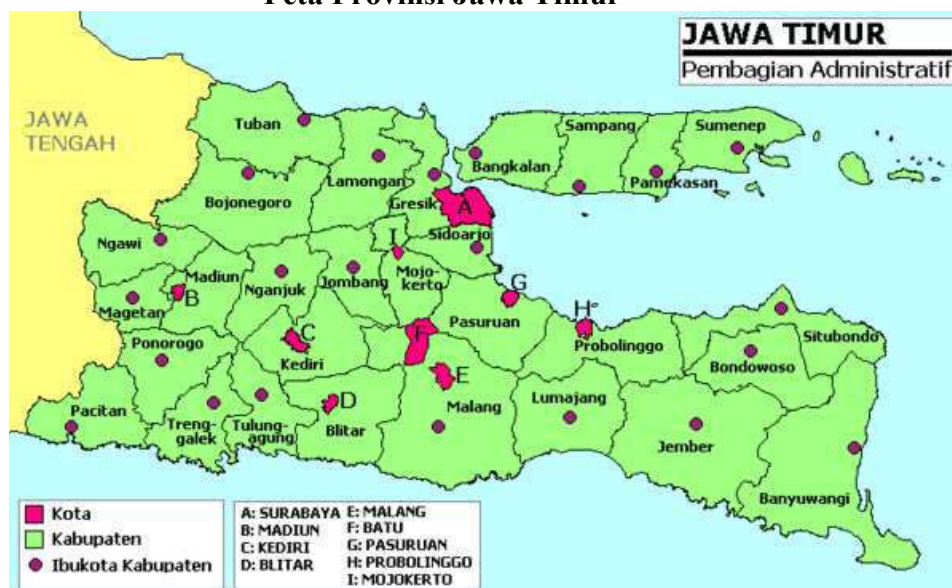 Peta Provinsi Jawa Timur
JAWA TIMUR
Pembagian Administratif
JAWA
TENGAH
Tuban
Sampang
Sumenep
Bangkalan
Pamekasan
Lamongan
Bojonegoro
Gresik
A
I
Sidoarjo
Ngawi
Madiun
Nganjuk
Jombang
Mojo-
kerto
G
B
Magetan
Pasuruan
H
Situbondo
Ponorogo
C
Kediri
F
Probolinggo
Bondowoso
E
Pacitan
Treng-
galek
Tulung-
agung
D
Blitar
Malang
Lumajang
Jember
Banyuwangi
Kota
Kabupaten
Ibukota Kabupaten
A: SURABAYA
B: MADIUN
C: KEDIRI
D: BLITAR
E: MALANG
F: BATU
G: PASURUAN
H: PROBOLINGGO
I: MOJOKERTO